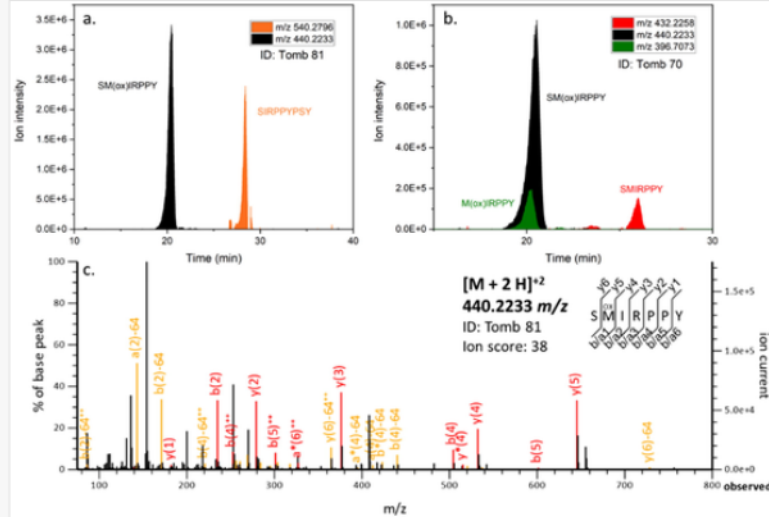 a.
m/z 540.2796
m/z 440.2233
ID: Tomb 81
SM(ox)IRPPY
SIRPPYPSY
3.5E+6
3.0E+6
2.5E+6
2.0E+6
1.5E+6
1.0E+6
5.0E+5
0.0E+0
Ion intensity
10 20 30 40
Time (min)
b.
m/z 432.2258
m/z 440.2233
m/z 396.7073
ID: Tomb 70
SM(ox)IRPPY
M(ox)IRPPY
SMIRPPY
1.0E+6
8.0E+5
6.0E+5
4.0E+5
2.0E+5
0.0E+0
Ion intensity
20 30
Time (min)
c.
[M + 2 H]+2
440.2233 m/z
ID: Tomb 81
Ion score: 38
y6 y5 y4 y3 y2 y1
ox
S M I R P P Y
b/a1 b/a2 b/a3 b/a4 b/a5 b/a6
100
80
60
40
20
0
% of base peak
a(2)-64
b(2)-64
y(1)
b(2)
b(4)**
y(2)
b(5)**
a*(6)**
y(6)-64**
y(3)
a*(4)-64
b(4)-64
b(4)
y*(4)
y(4)
b(5)
y(5)
y(6)-64
1.5e+5
1.0e+5
5.0e+4
0.0e+0
ion current
observed
100 200 300 400 500 600 700 800
m/z